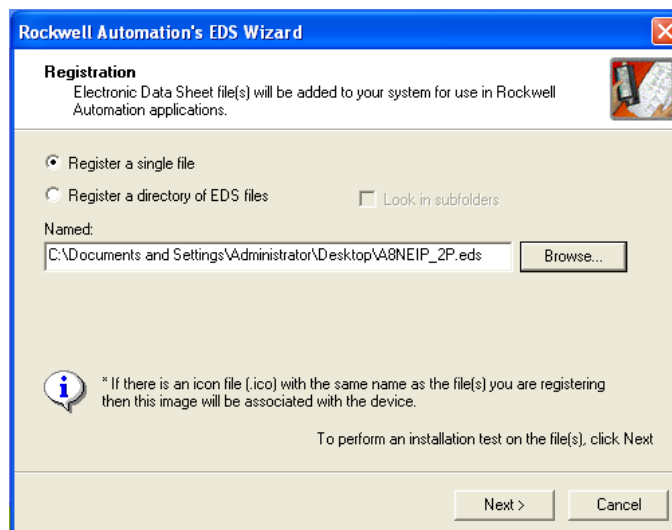 Rockwell Automation's EDS Wizard
Registration
Electronic Data Sheet file(s) will be added to your system for use in Rockwell
Automation applications.
Register a single file
Register a directory of EDS files
Look in subfolders
Named:
C:\Documents and Settings\Administrator\Desktop\A8NEIP_2P.eds
Browse...
* If there is an icon file (.ico) with the same name as the file(s) you are registering
then this image will be associated with the device.
To perform an installation test on the file(s), click Next
Next >
Cancel